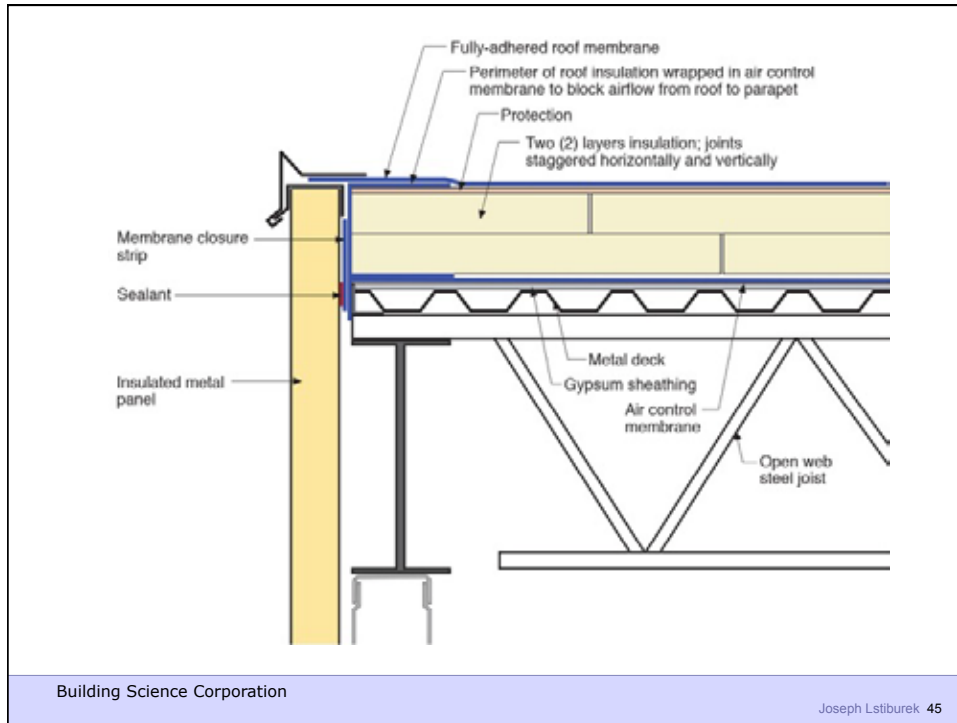 Fully-adhered roof membrane
Perimeter of roof insulation wrapped in air control
membrane to block airflow from roof to parapet
Protection
Two (2) layers insulation; joints
staggered horizontally and vertically
Membrane closure
strip
Sealant
Insulated metal
panel
Metal deck
Gypsum sheathing
Air control
membrane
Open web
steel joist
Building Science Corporation
Joseph Lstiburek 45